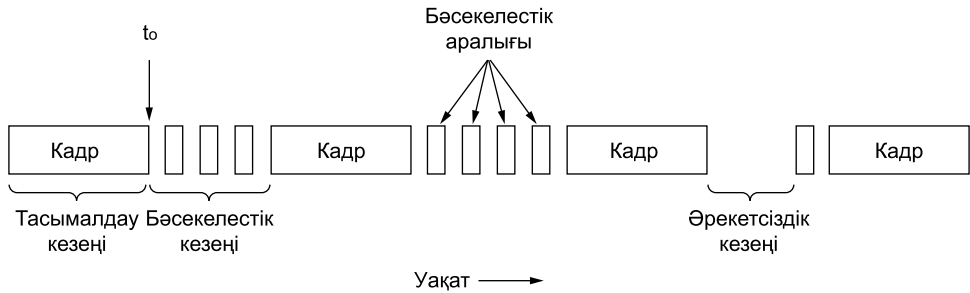 t₀
Бәсекелестік
аралығы
Кадр
Кадр
Кадр
Кадр
Тасымалдау
кезеңі
Бәсекелестік
кезеңі
Әрекетсіздік
кезеңі
Уақат